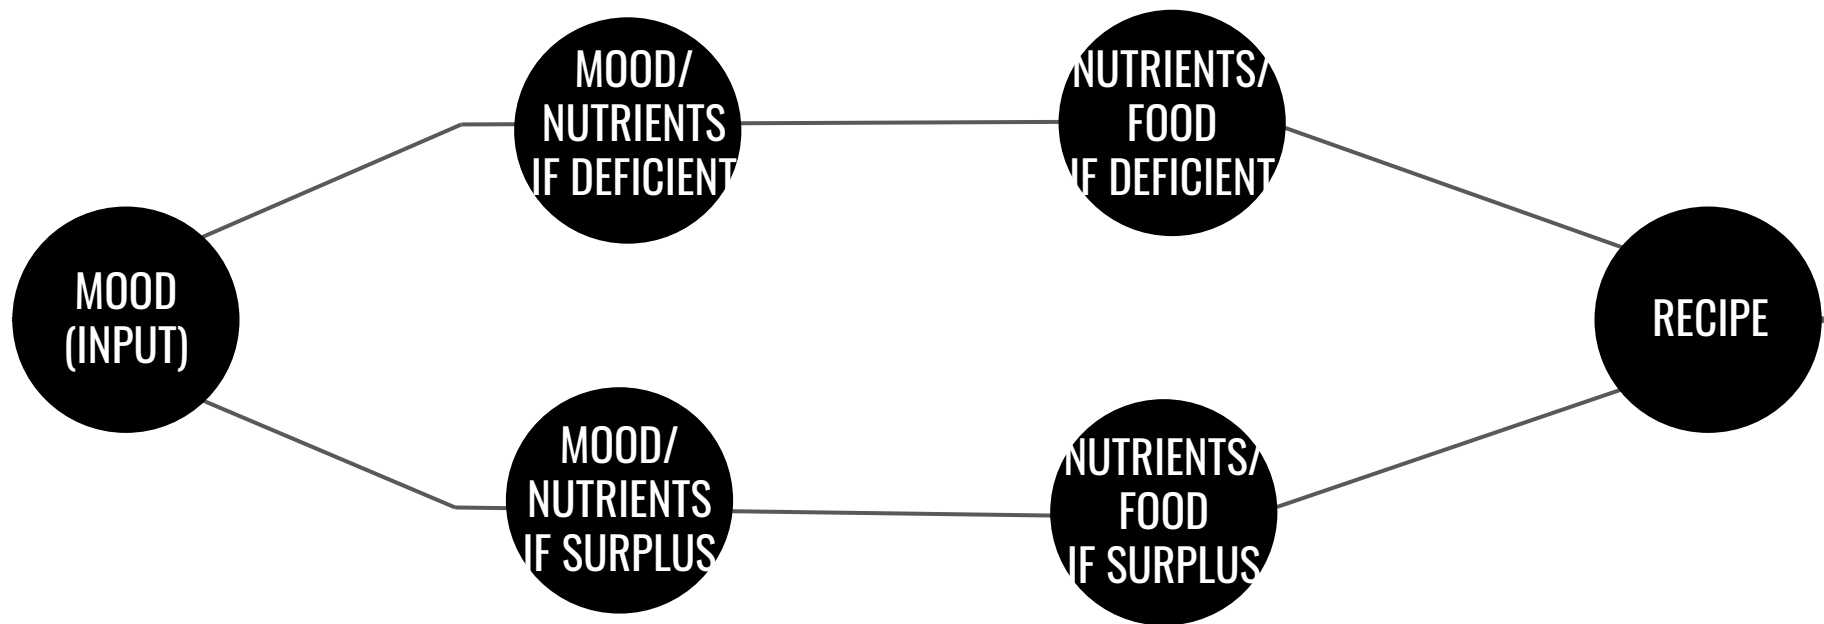 MOOD
(INPUT)
MOOD/
NUTRIENTS
IF DEFICIENT
NUTRIENTS/
FOOD
IF DEFICIENT
MOOD/
NUTRIENTS
IF SURPLUS
NUTRIENTS/
FOOD
IF SURPLUS
RECIPE